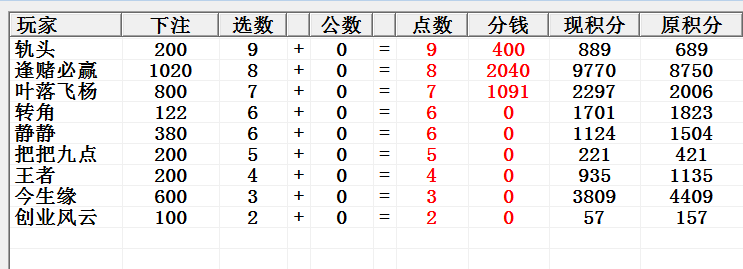 玩家 下注 选数 公数 点数 分钱 现积分 原积分
轨头 200 9 + 0 = 9 400 889 689
逢赌必赢 1020 8 + 0 = 8 2040 9770 8750
叶落飞杨 800 7 + 0 = 7 1091 2297 2006
转角 122 6 + 0 = 6 0 1701 1823
静静 380 6 + 0 = 6 0 1124 1504
把把九点 200 5 + 0 = 5 0 221 421
王者 200 4 + 0 = 4 0 935 1135
今生缘 600 3 + 0 = 3 0 3809 4409
创业风云 100 2 + 0 = 2 0 57 157